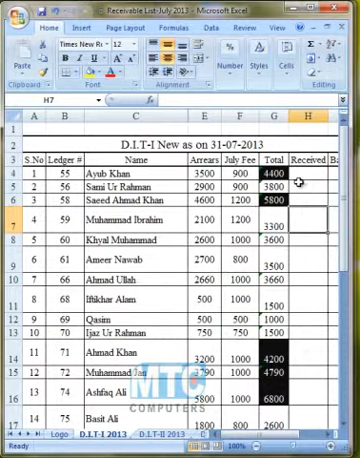 Receivable List-July 2013 - Microsoft Excel
Home Insert Page Layout Formulas Data
Times New R 12
Paste
Clipboard Font Alignment Editing
H7 fx
A B C E F G H
1
2 D.I.T-I New as on 31-07-2013
3 S.No Ledger # Name Arrears July Fee Total Received Ba
4 1 55 Ayub Khan 3500 900 4400
5 2 56 Sami Ur Rahman 2900 900 3800
6 3 58 Saeed Ahmad Khan 4600 1200 5800
7 4 59 Muhammad Ibrahim 2100 1200 3300
8 5 60 Khyal Muhammad 2600 1000 3600
9 6 61 Ameer Nawab 2700 800 3500
10 7 66 Ahmad Ullah 2660 1000 3660
11 8 68 Iftikhar Alam 500 1000 1500
12 9 69 Qasim 500 500 1000
13 10 70 Ijaz Ur Rahman 750 750 1500
14 11 71 Ahmad Khan 3200 1000 4200
15 12 72 Muhammad Jan 3790 1000 4790
16 13 74 Ashfaq Ali 5800 1000 6800
17 14 75 Basit Ali 1800 800 2600
MTC
COMPUTERS
Logo D.I.T-I 2013 D.I.T-II 2013
Ready 100%